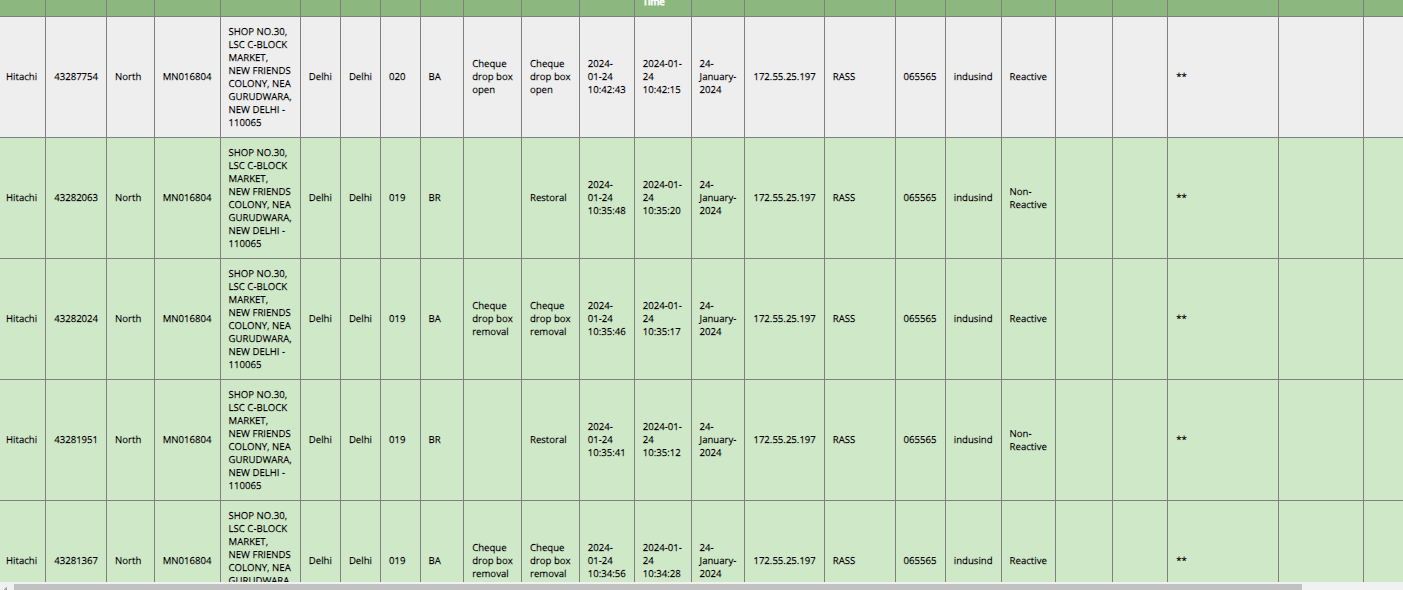 Time
Hitachi 43287754 North MN016804 SHOP NO.30, LSC C-BLOCK MARKET, NEW FRIENDS COLONY, NEA GURUDWARA, NEW DELHI - 110065 Delhi Delhi 020 BA Cheque drop box open Cheque drop box open 2024-01-24 10:42:43 2024-01-24 10:42:15 24-January-2024 172.55.25.197 RASS 065565 indusind Reactive **
Hitachi 43282063 North MN016804 SHOP NO.30, LSC C-BLOCK MARKET, NEW FRIENDS COLONY, NEA GURUDWARA, NEW DELHI - 110065 Delhi Delhi 019 BR Restoral 2024-01-24 10:35:48 2024-01-24 10:35:20 24-January-2024 172.55.25.197 RASS 065565 indusind Non-Reactive **
Hitachi 43282024 North MN016804 SHOP NO.30, LSC C-BLOCK MARKET, NEW FRIENDS COLONY, NEA GURUDWARA, NEW DELHI - 110065 Delhi Delhi 019 BA Cheque drop box removal Cheque drop box removal 2024-01-24 10:35:46 2024-01-24 10:35:17 24-January-2024 172.55.25.197 RASS 065565 indusind Reactive **
Hitachi 43281951 North MN016804 SHOP NO.30, LSC C-BLOCK MARKET, NEW FRIENDS COLONY, NEA GURUDWARA, NEW DELHI - 110065 Delhi Delhi 019 BR Restoral 2024-01-24 10:35:41 2024-01-24 10:35:12 24-January-2024 172.55.25.197 RASS 065565 indusind Non-Reactive **
Hitachi 43281367 North MN016804 SHOP NO.30, LSC C-BLOCK MARKET, NEW FRIENDS COLONY, NEA GURUDWARA, Delhi Delhi 019 BA Cheque drop box removal Cheque drop box removal 2024-01-24 10:34:56 2024-01-24 10:34:28 24-January-2024 172.55.25.197 RASS 065565 indusind Reactive **